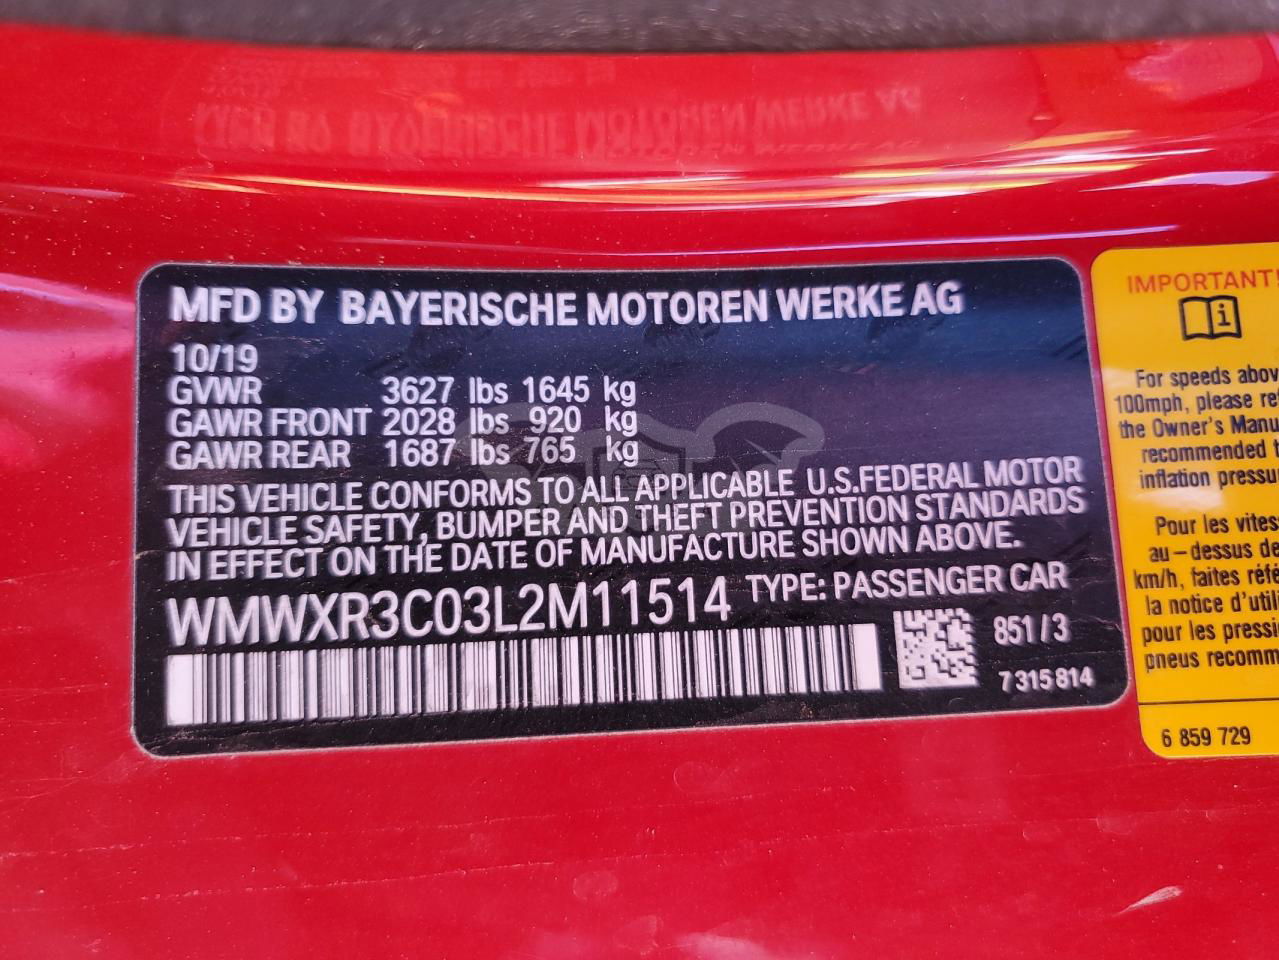 MFD BY BAYERISCHE MOTOREN WERKE AG
10/19
GVWR 3627 lbs 1645 kg
GAWR FRONT 2028 lbs 920 kg
GAWR REAR 1687 lbs 765 kg
THIS VEHICLE CONFORMS TO ALL APPLICABLE U.S.FEDERAL MOTOR
VEHICLE SAFETY, BUMPER AND THEFT PREVENTION STANDARDS
IN EFFECT ON THE DATE OF MANUFACTURE SHOWN ABOVE.
WMWXR3C03L2M11514 TYPE: PASSENGER CAR
851/3
7 315 814
IMPORTANT!
For speeds abov
100mph, please ref
the Owner's Manu
recommended t
inflation pressu
Pour les vites
au-dessus de
km/h, faites réfé
la notice d'util
pour les pressi
pneus recomm
6 859 729